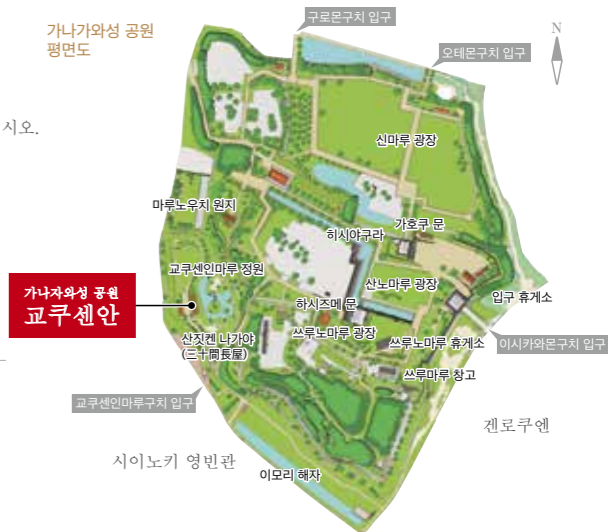 가나가와성 공원
평면도
구로몬구치 입구
오테몬구치 입구
N
시오.
신마루 광장
마루노우치 원지
가호쿠 문
히시야구라
교쿠센인마루 정원
산노마루 광장
가나자와성 공원
교쿠센안
하시즈메 문
입구 휴게소
산짓켄 나가야
(三十間長屋)
쓰루노마루 광장
쓰루노마루 휴게소
이시카와몬구치 입구
쓰루마루 창고
교쿠센인마루구치 입구
겐로쿠엔
시이노키 영빈관
이모리 해자